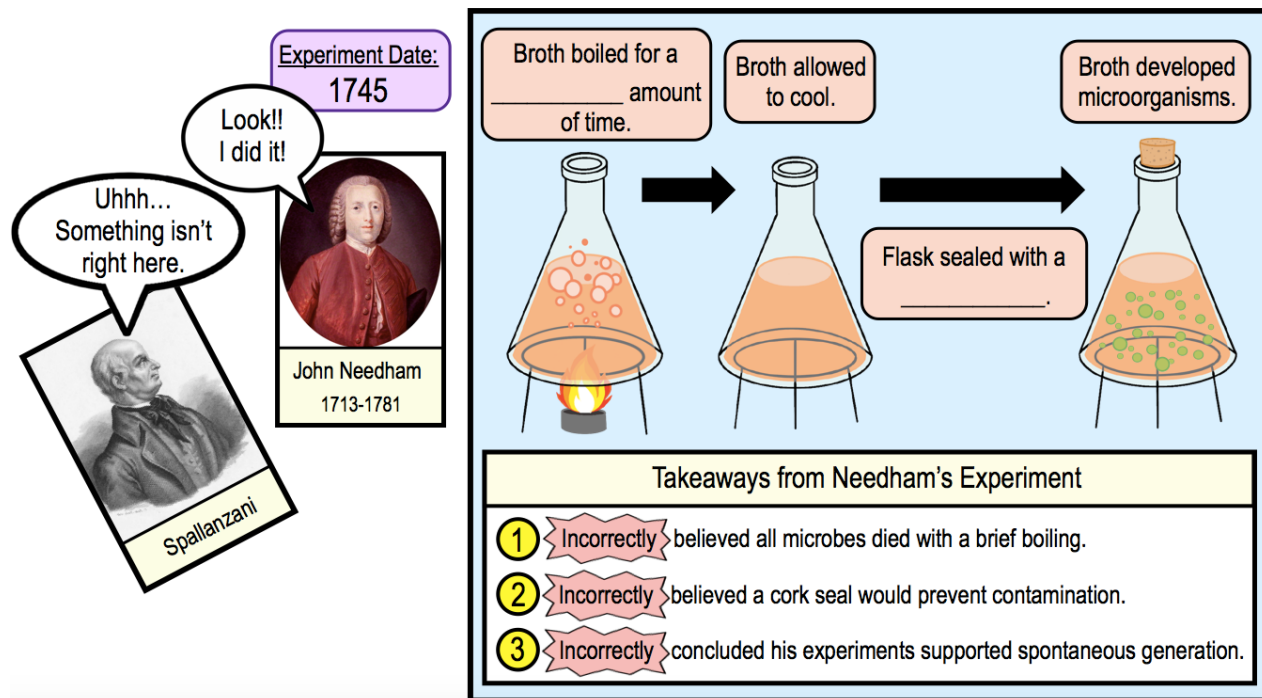 Experiment Date:
1745
Look!!
I did it!
Uhhh…
Something isn’t
right here.
John Needham
1713-1781
Spallanzani
Broth boiled for a
___________ amount
of time.
Broth allowed
to cool.
Flask sealed with a
____________.
Broth developed
microorganisms.
Takeaways from Needham’s Experiment
1 Incorrectly believed all microbes died with a brief boiling.
2 Incorrectly believed a cork seal would prevent contamination.
3 Incorrectly concluded his experiments supported spontaneous generation.